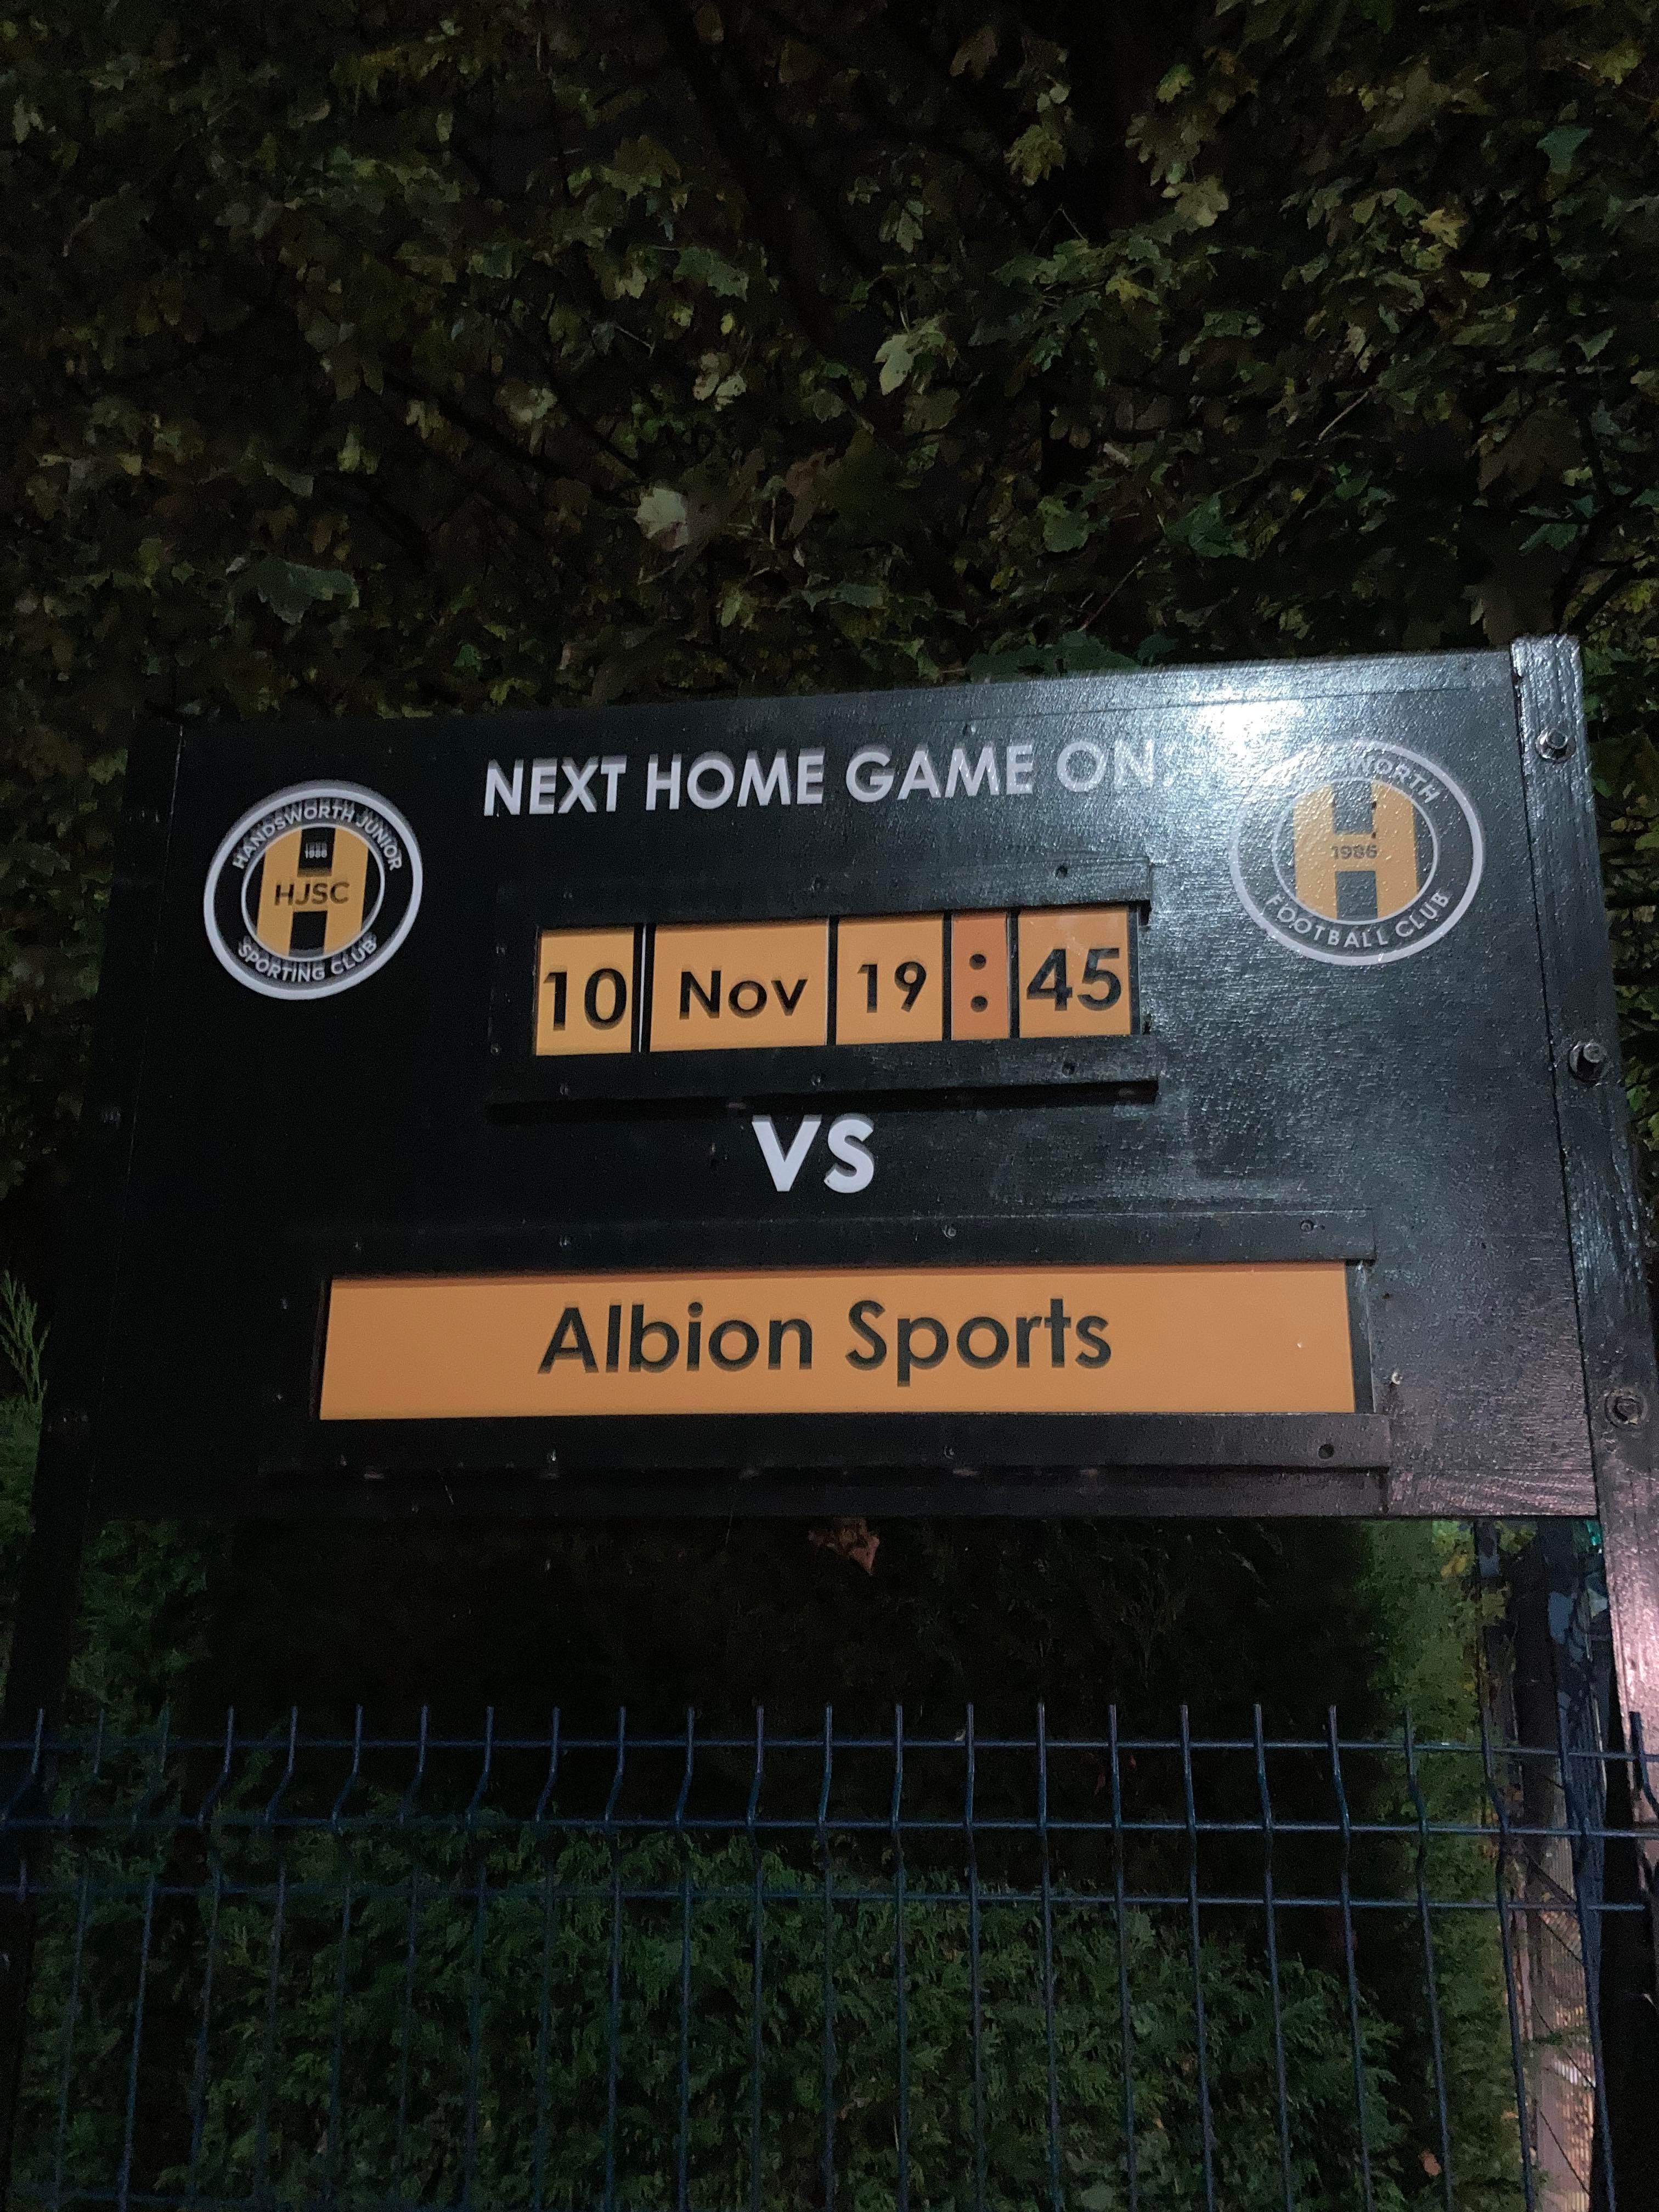 NEXT HOME GAME ON:
HANDSWORTH JUNIOR
1986
HJSC
SPORTING CLUB
1986
FOOTBALL CLUB
10 Nov 19 : 45
VS
Albion Sports